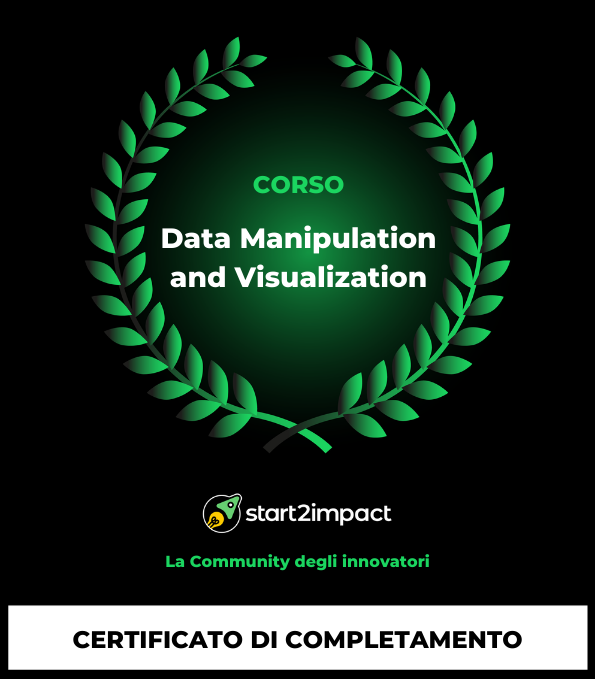 CORSO
Data Manipulation
and Visualization
start2impact
La Community degli innovatori
CERTIFICATO DI COMPLETAMENTO